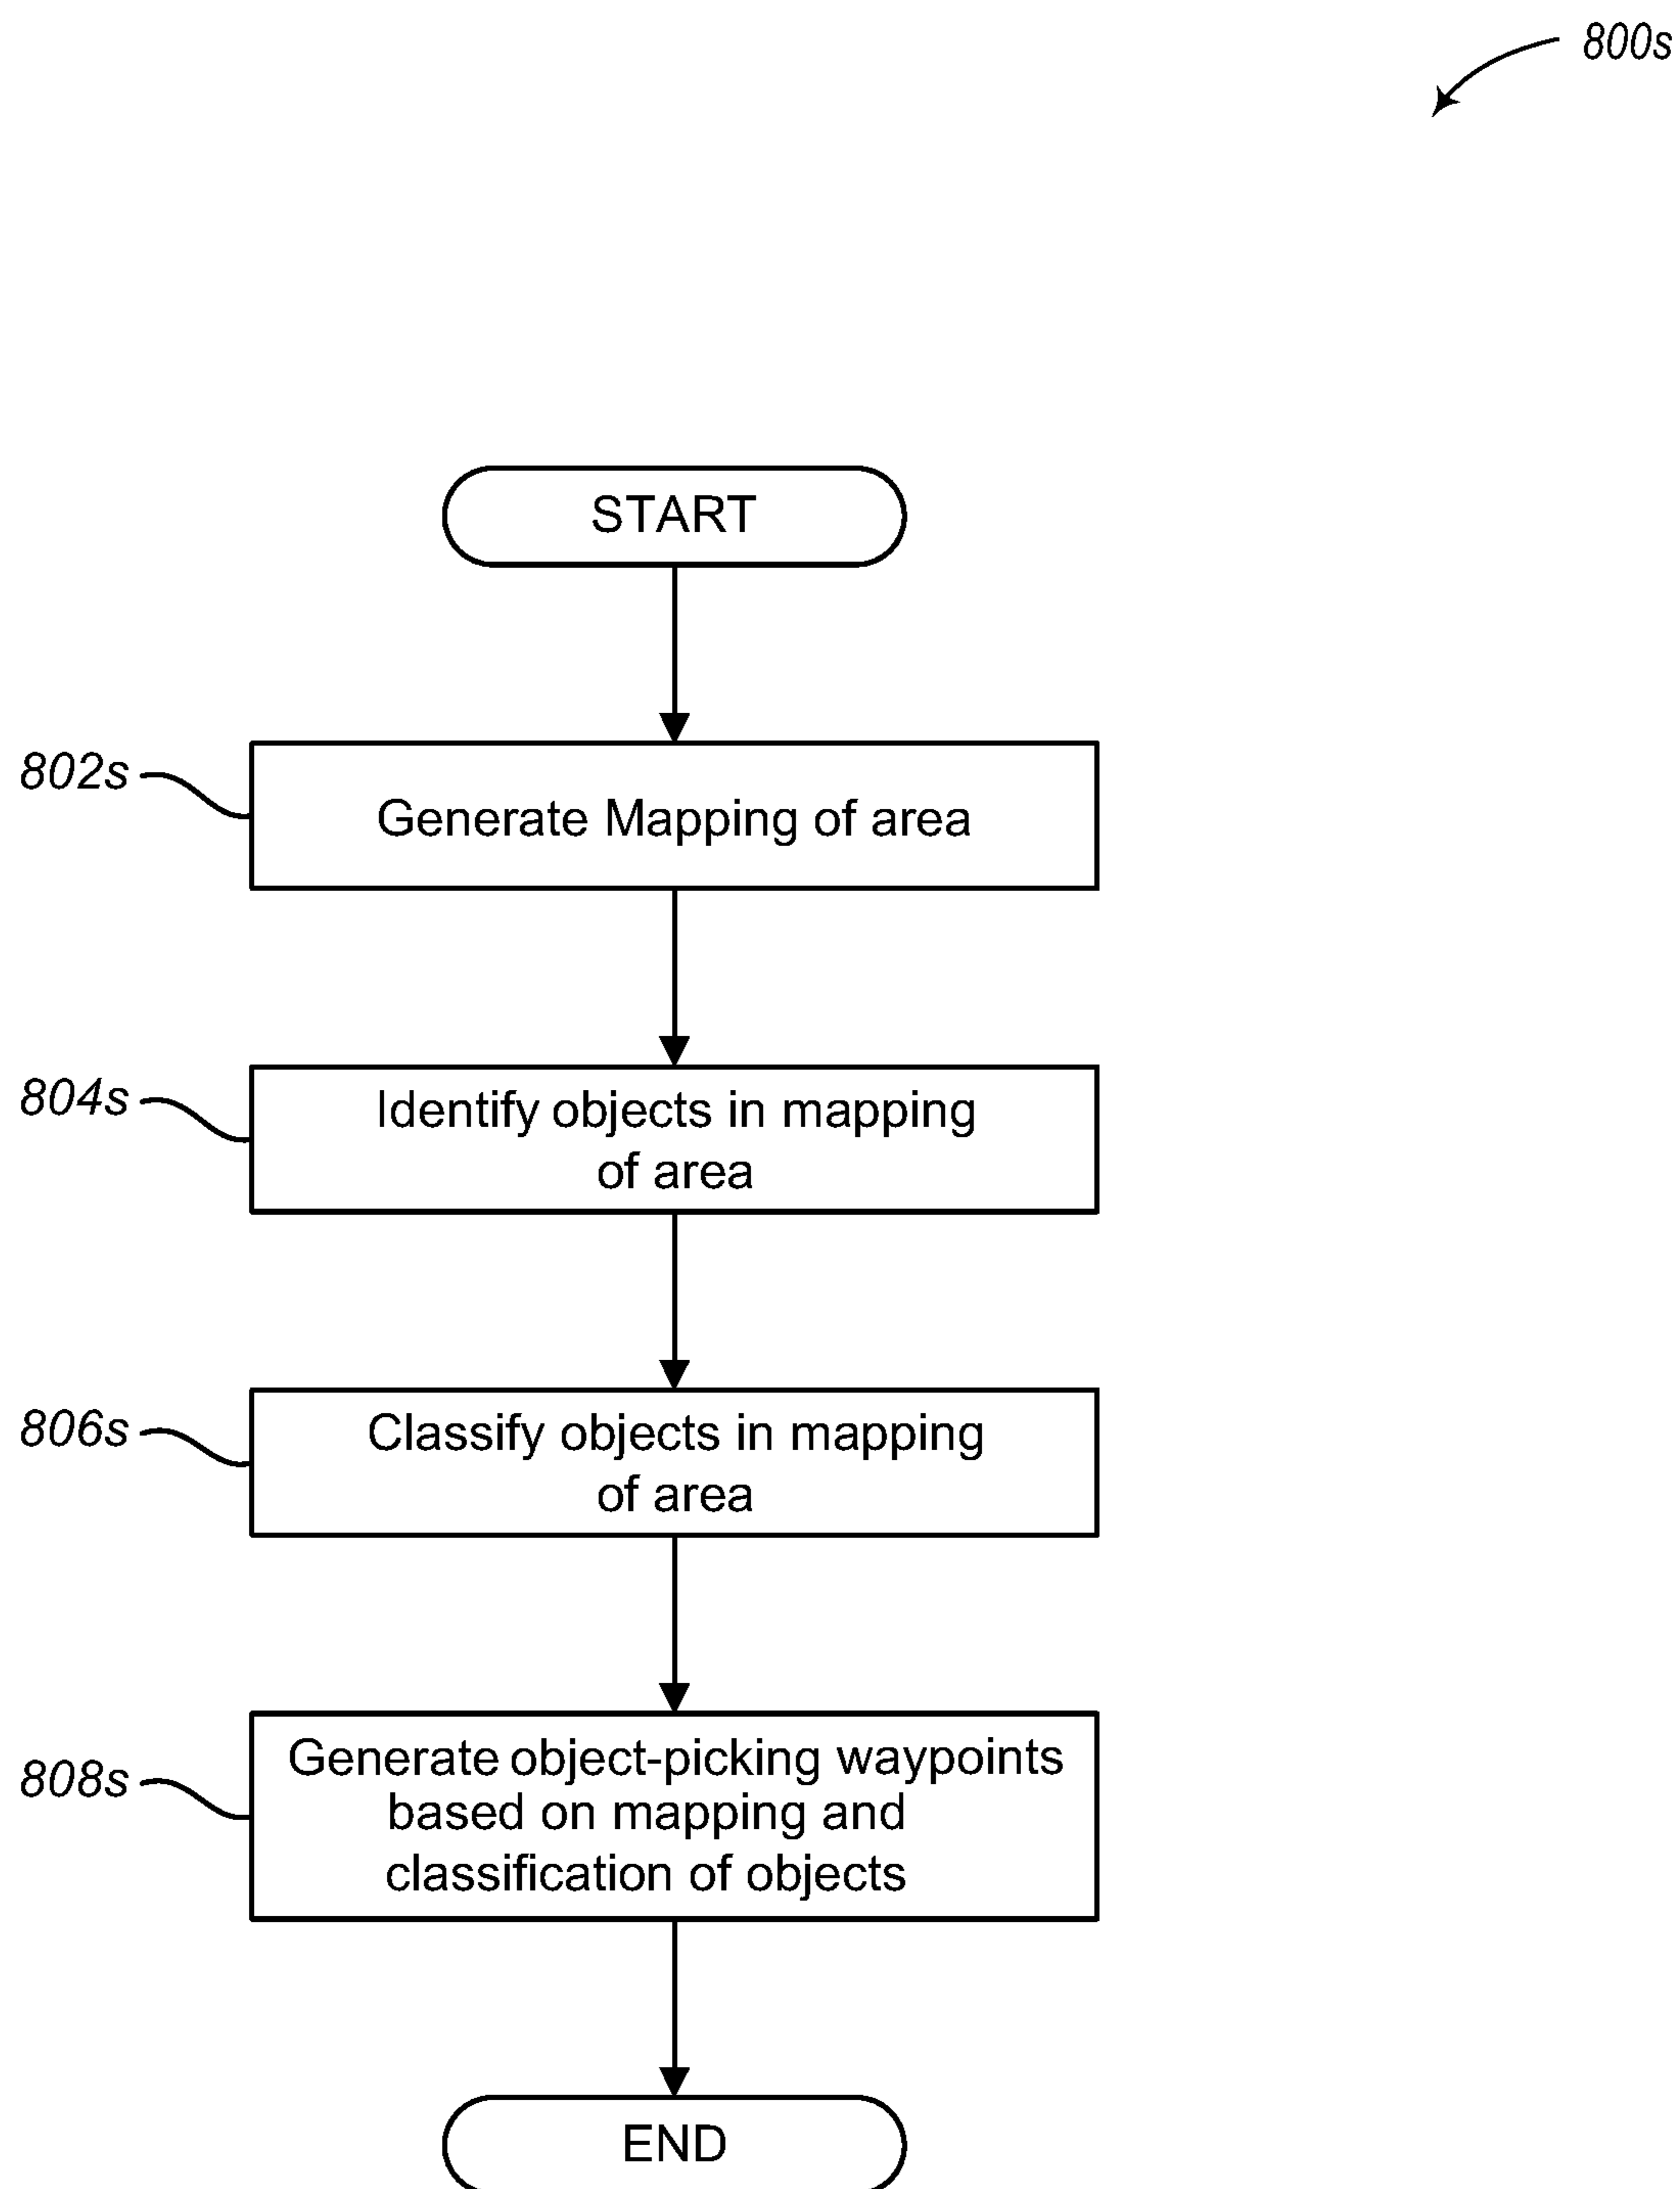 800s
START
802s
Generate Mapping of area
804s
Identify objects in mapping
of area
806s
Classify objects in mapping
of area
808s
Generate object-picking waypoints
based on mapping and
classification of objects
END